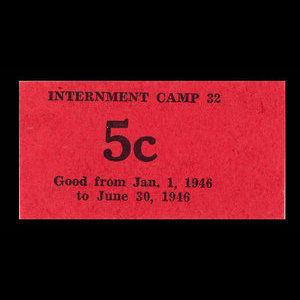 INTERNMENT CAMP 32
5c
Good from Jan. 1, 1946
to June 30, 1946